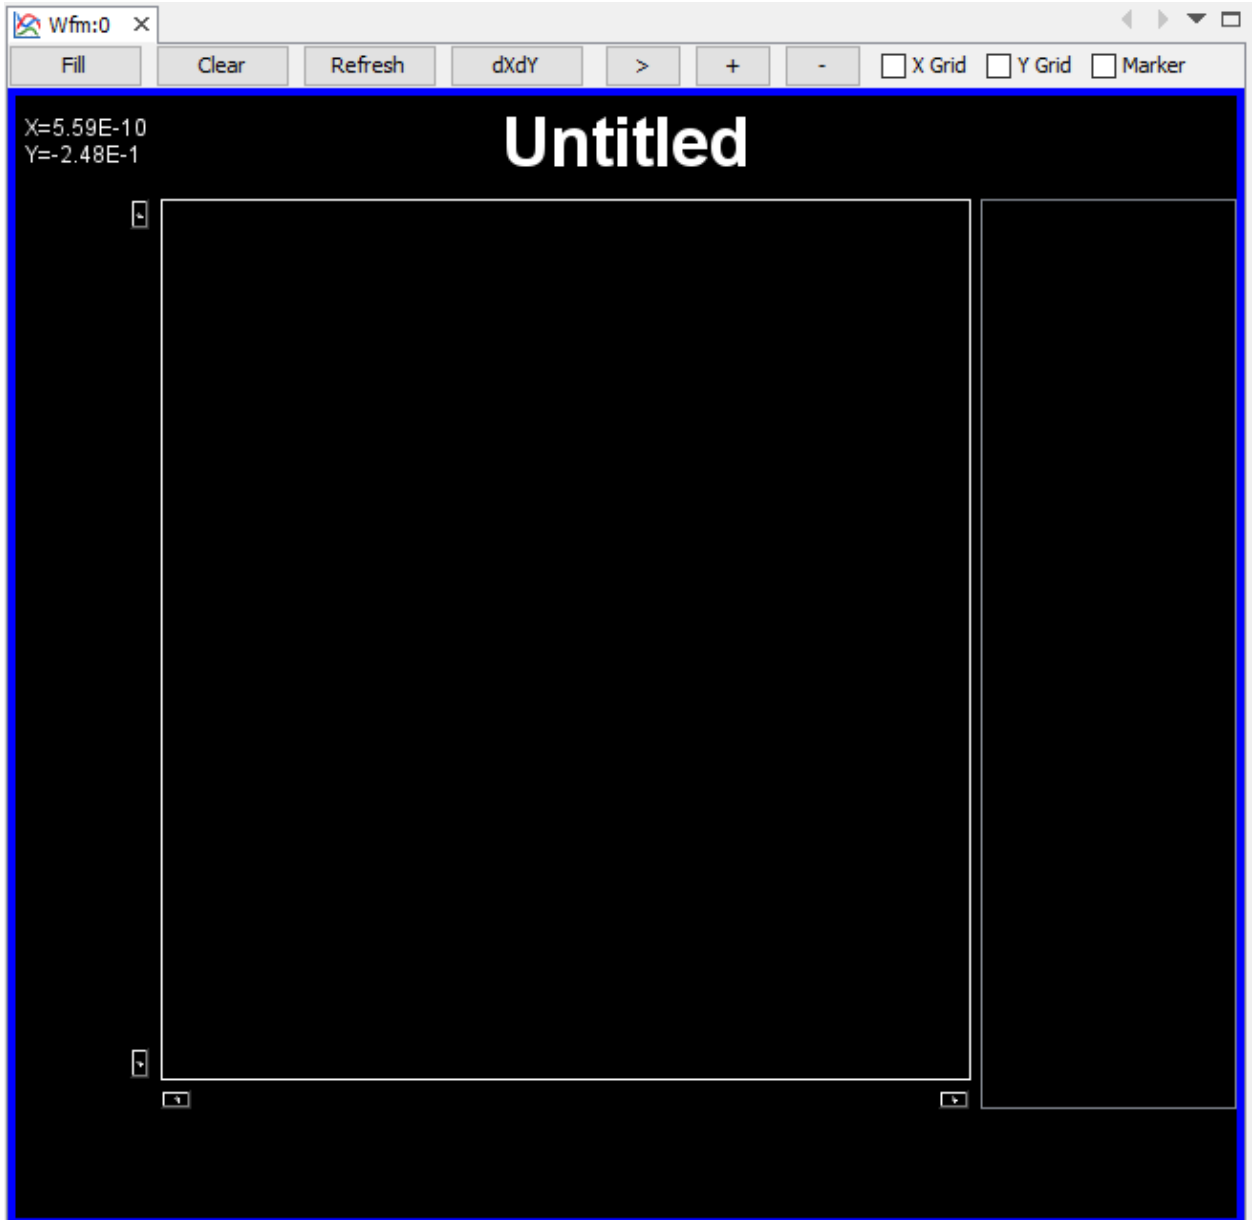 Wfm:0
Fill Clear Refresh dXdY > + - X Grid Y Grid Marker
X=5.59E-10
Y=-2.48E-1
Untitled